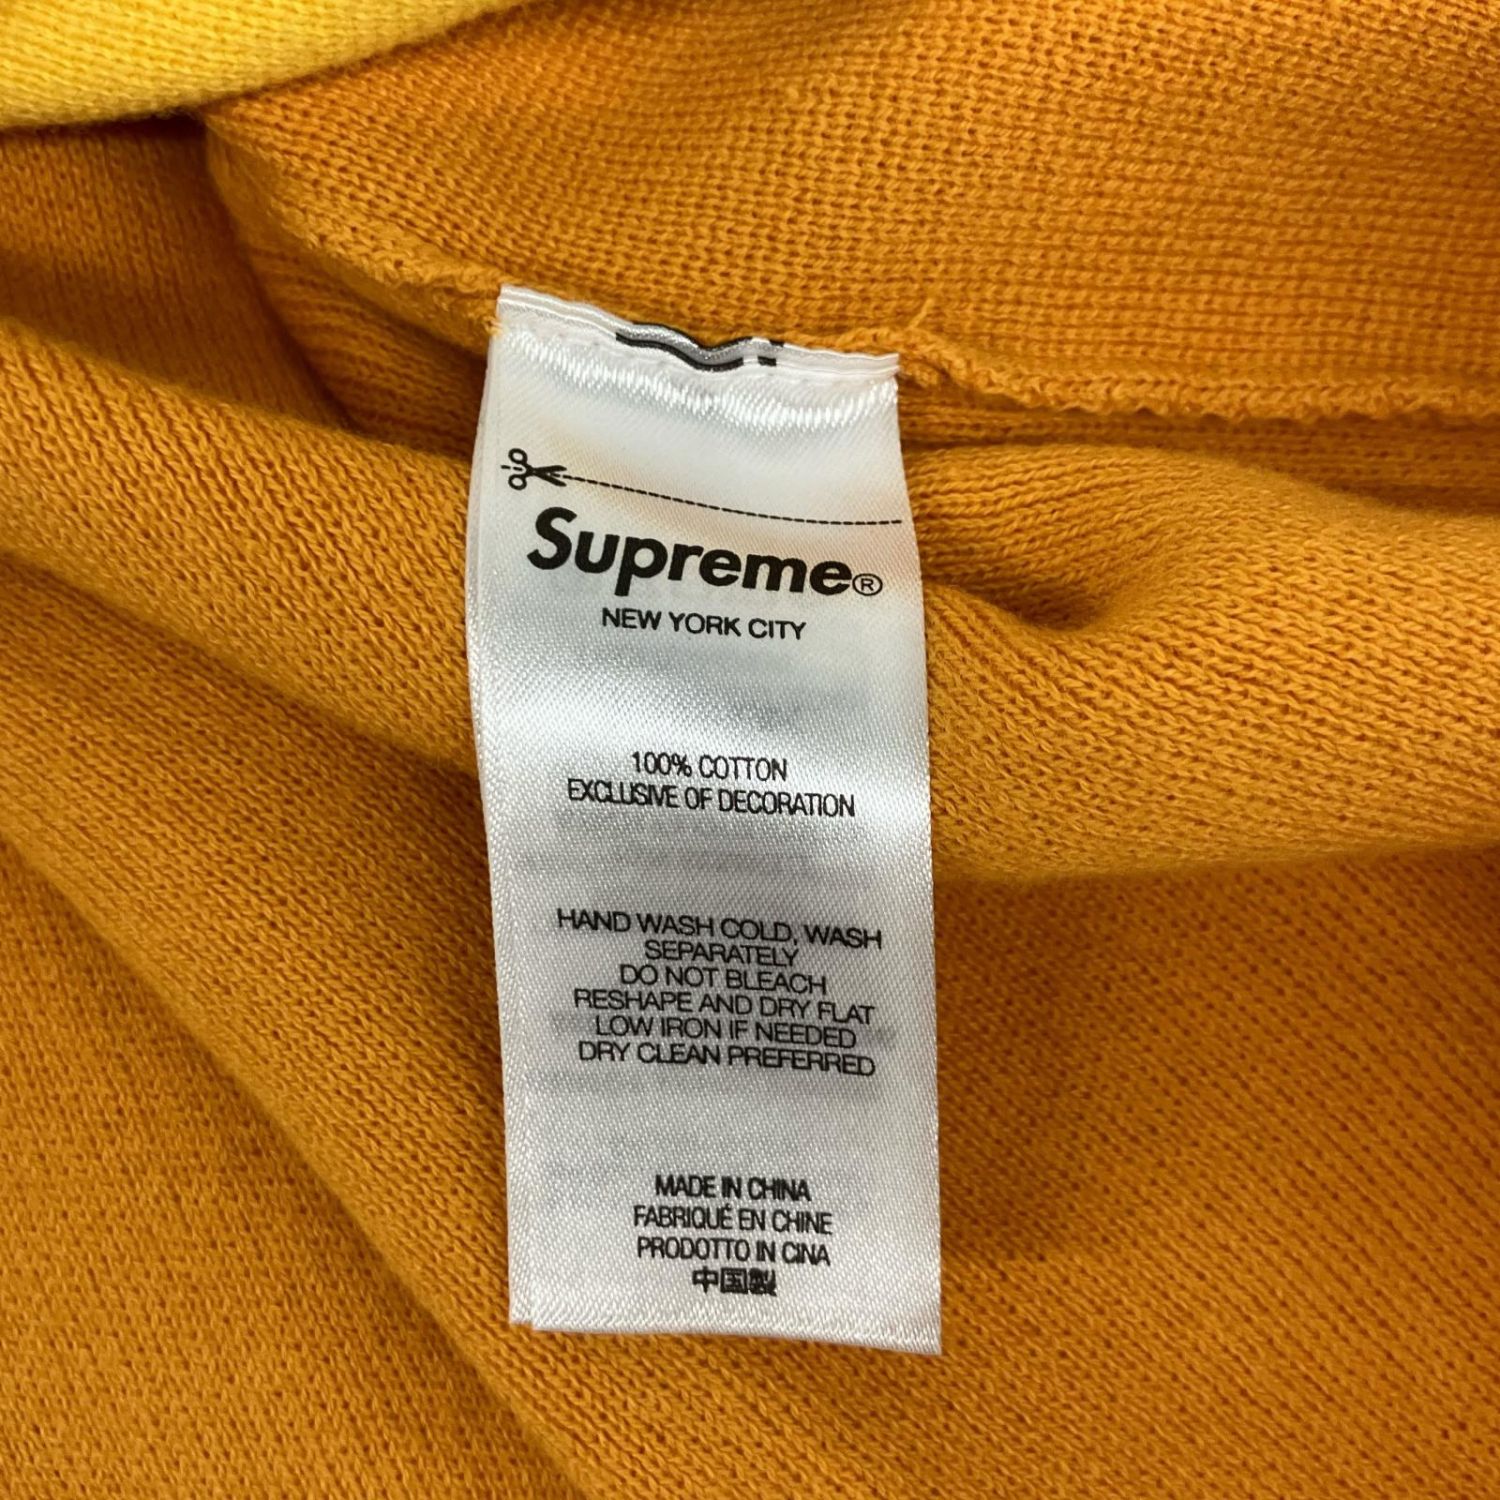 Supreme®
NEW YORK CITY
100% COTTON
EXCLUSIVE OF DECORATION
HAND WASH COLD, WASH
SEPARATELY
DO NOT BLEACH
RESHAPE AND DRY FLAT
LOW IRON IF NEEDED
DRY CLEAN PREFERRED
MADE IN CHINA
FABRIQUÉ EN CHINE
PRODOTTO IN CINA
中国製